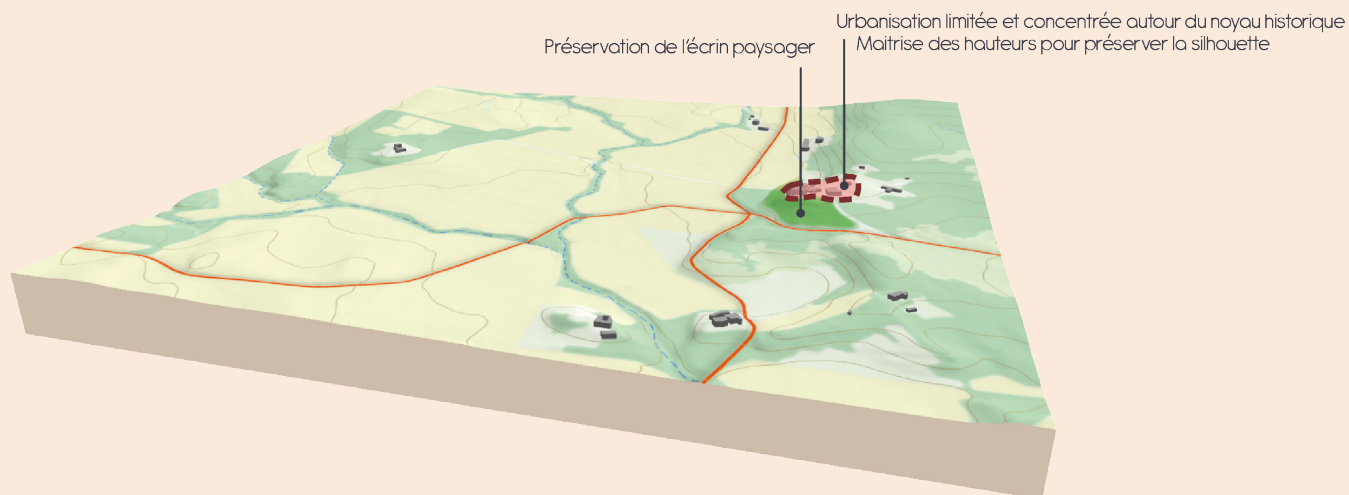 Urbanisation limitée et concentrée autour du noyau historique
Maitrise des hauteurs pour préserver la silhouette
Préservation de l'écrin paysager